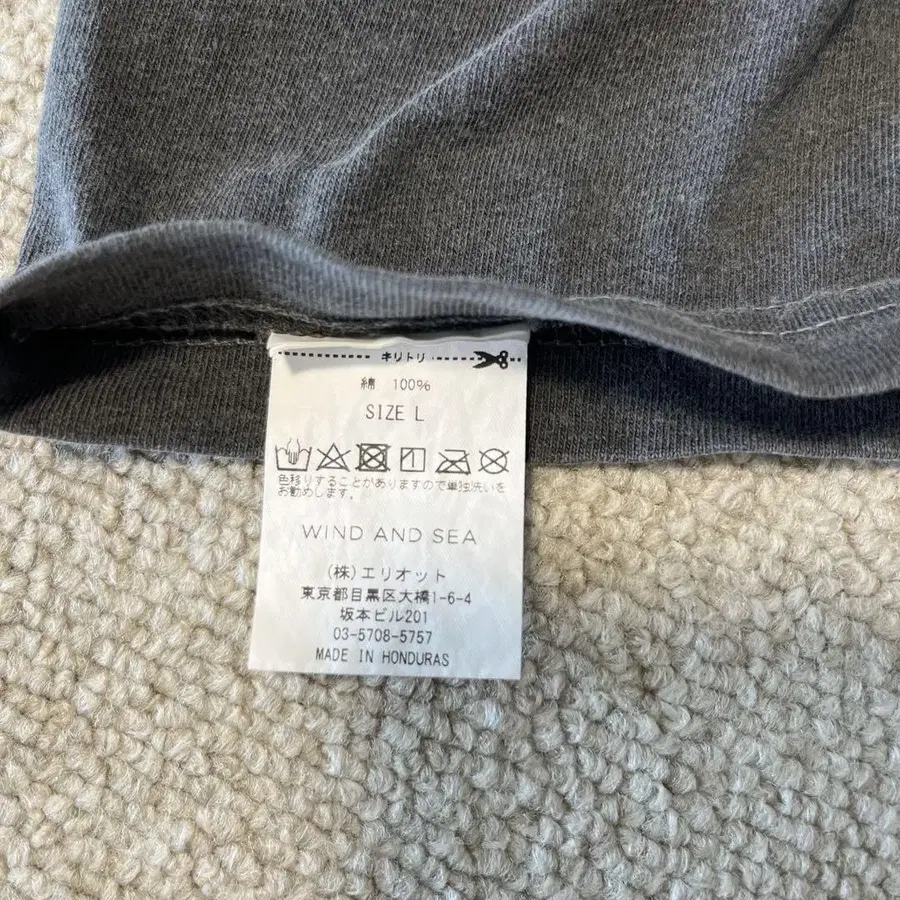 キリトリ
綿 100%
SIZE L
色移りすることがありますので単独洗いを
お勧めします。
WIND AND SEA
(株)エリオット
東京都目黒区大橋1-6-4
坂本ビル201
03-5708-5757
MADE IN HONDURAS